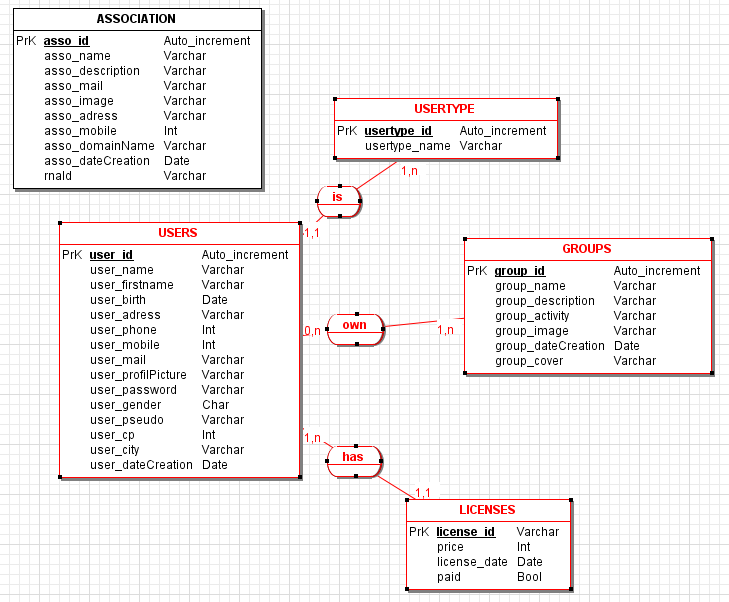 ASSOCIATION
PrK asso_id Auto_increment
asso_name Varchar
asso_description Varchar
asso_mail Varchar
asso_image Varchar
asso_adress Varchar
asso_mobile Int
asso_domainName Varchar
asso_dateCreation Date
rnaId Varchar
USERTYPE
PrK usertype_id Auto_increment
usertype_name Varchar
1,n
is
1,1
USERS
PrK user_id Auto_increment
user_name Varchar
user_firstname Varchar
user_birth Date
user_adress Varchar
user_phone Int
user_mobile Int
user_mail Varchar
user_profilPicture Varchar
user_password Varchar
user_gender Char
user_pseudo Varchar
user_cp Int
user_city Varchar
user_dateCreation Date
GROUPS
PrK group_id Auto_increment
group_name Varchar
group_description Varchar
group_activity Varchar
group_image Varchar
group_dateCreation Date
group_cover Varchar
0,n own 1,n
1,n
has
1,1
LICENSES
PrK license_id Varchar
price Int
license_date Date
paid Bool